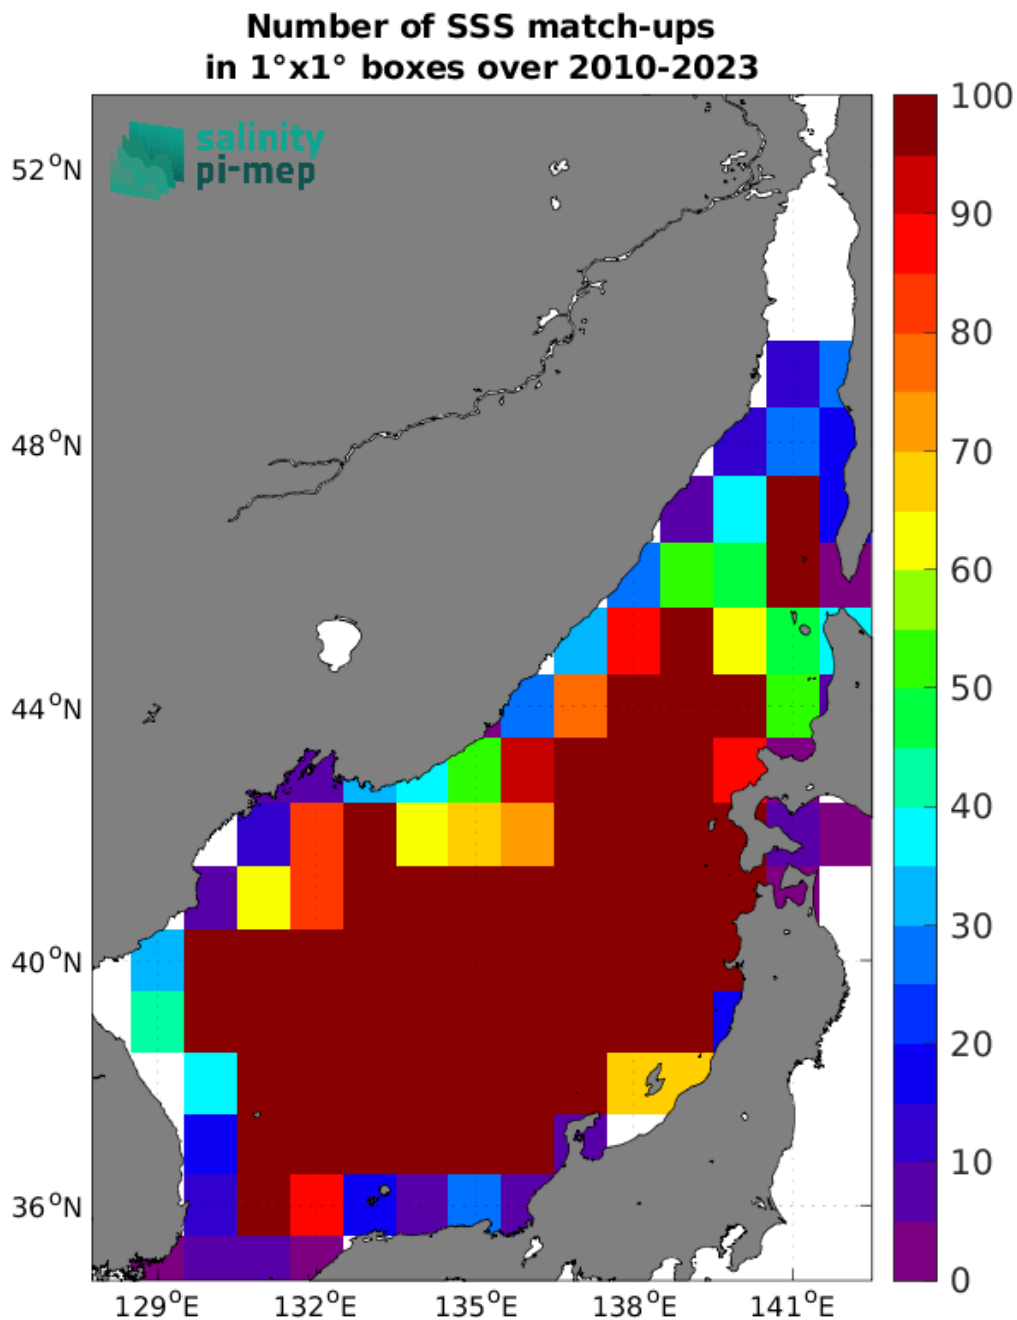 Number of SSS match-ups
in 1°x1° boxes over 2010-2023
salinity
pi-mep
52°N
48°N
44°N
40°N
36°N
129°E 132°E 135°E 138°E 141°E
100
90
80
70
60
50
40
30
20
10
0